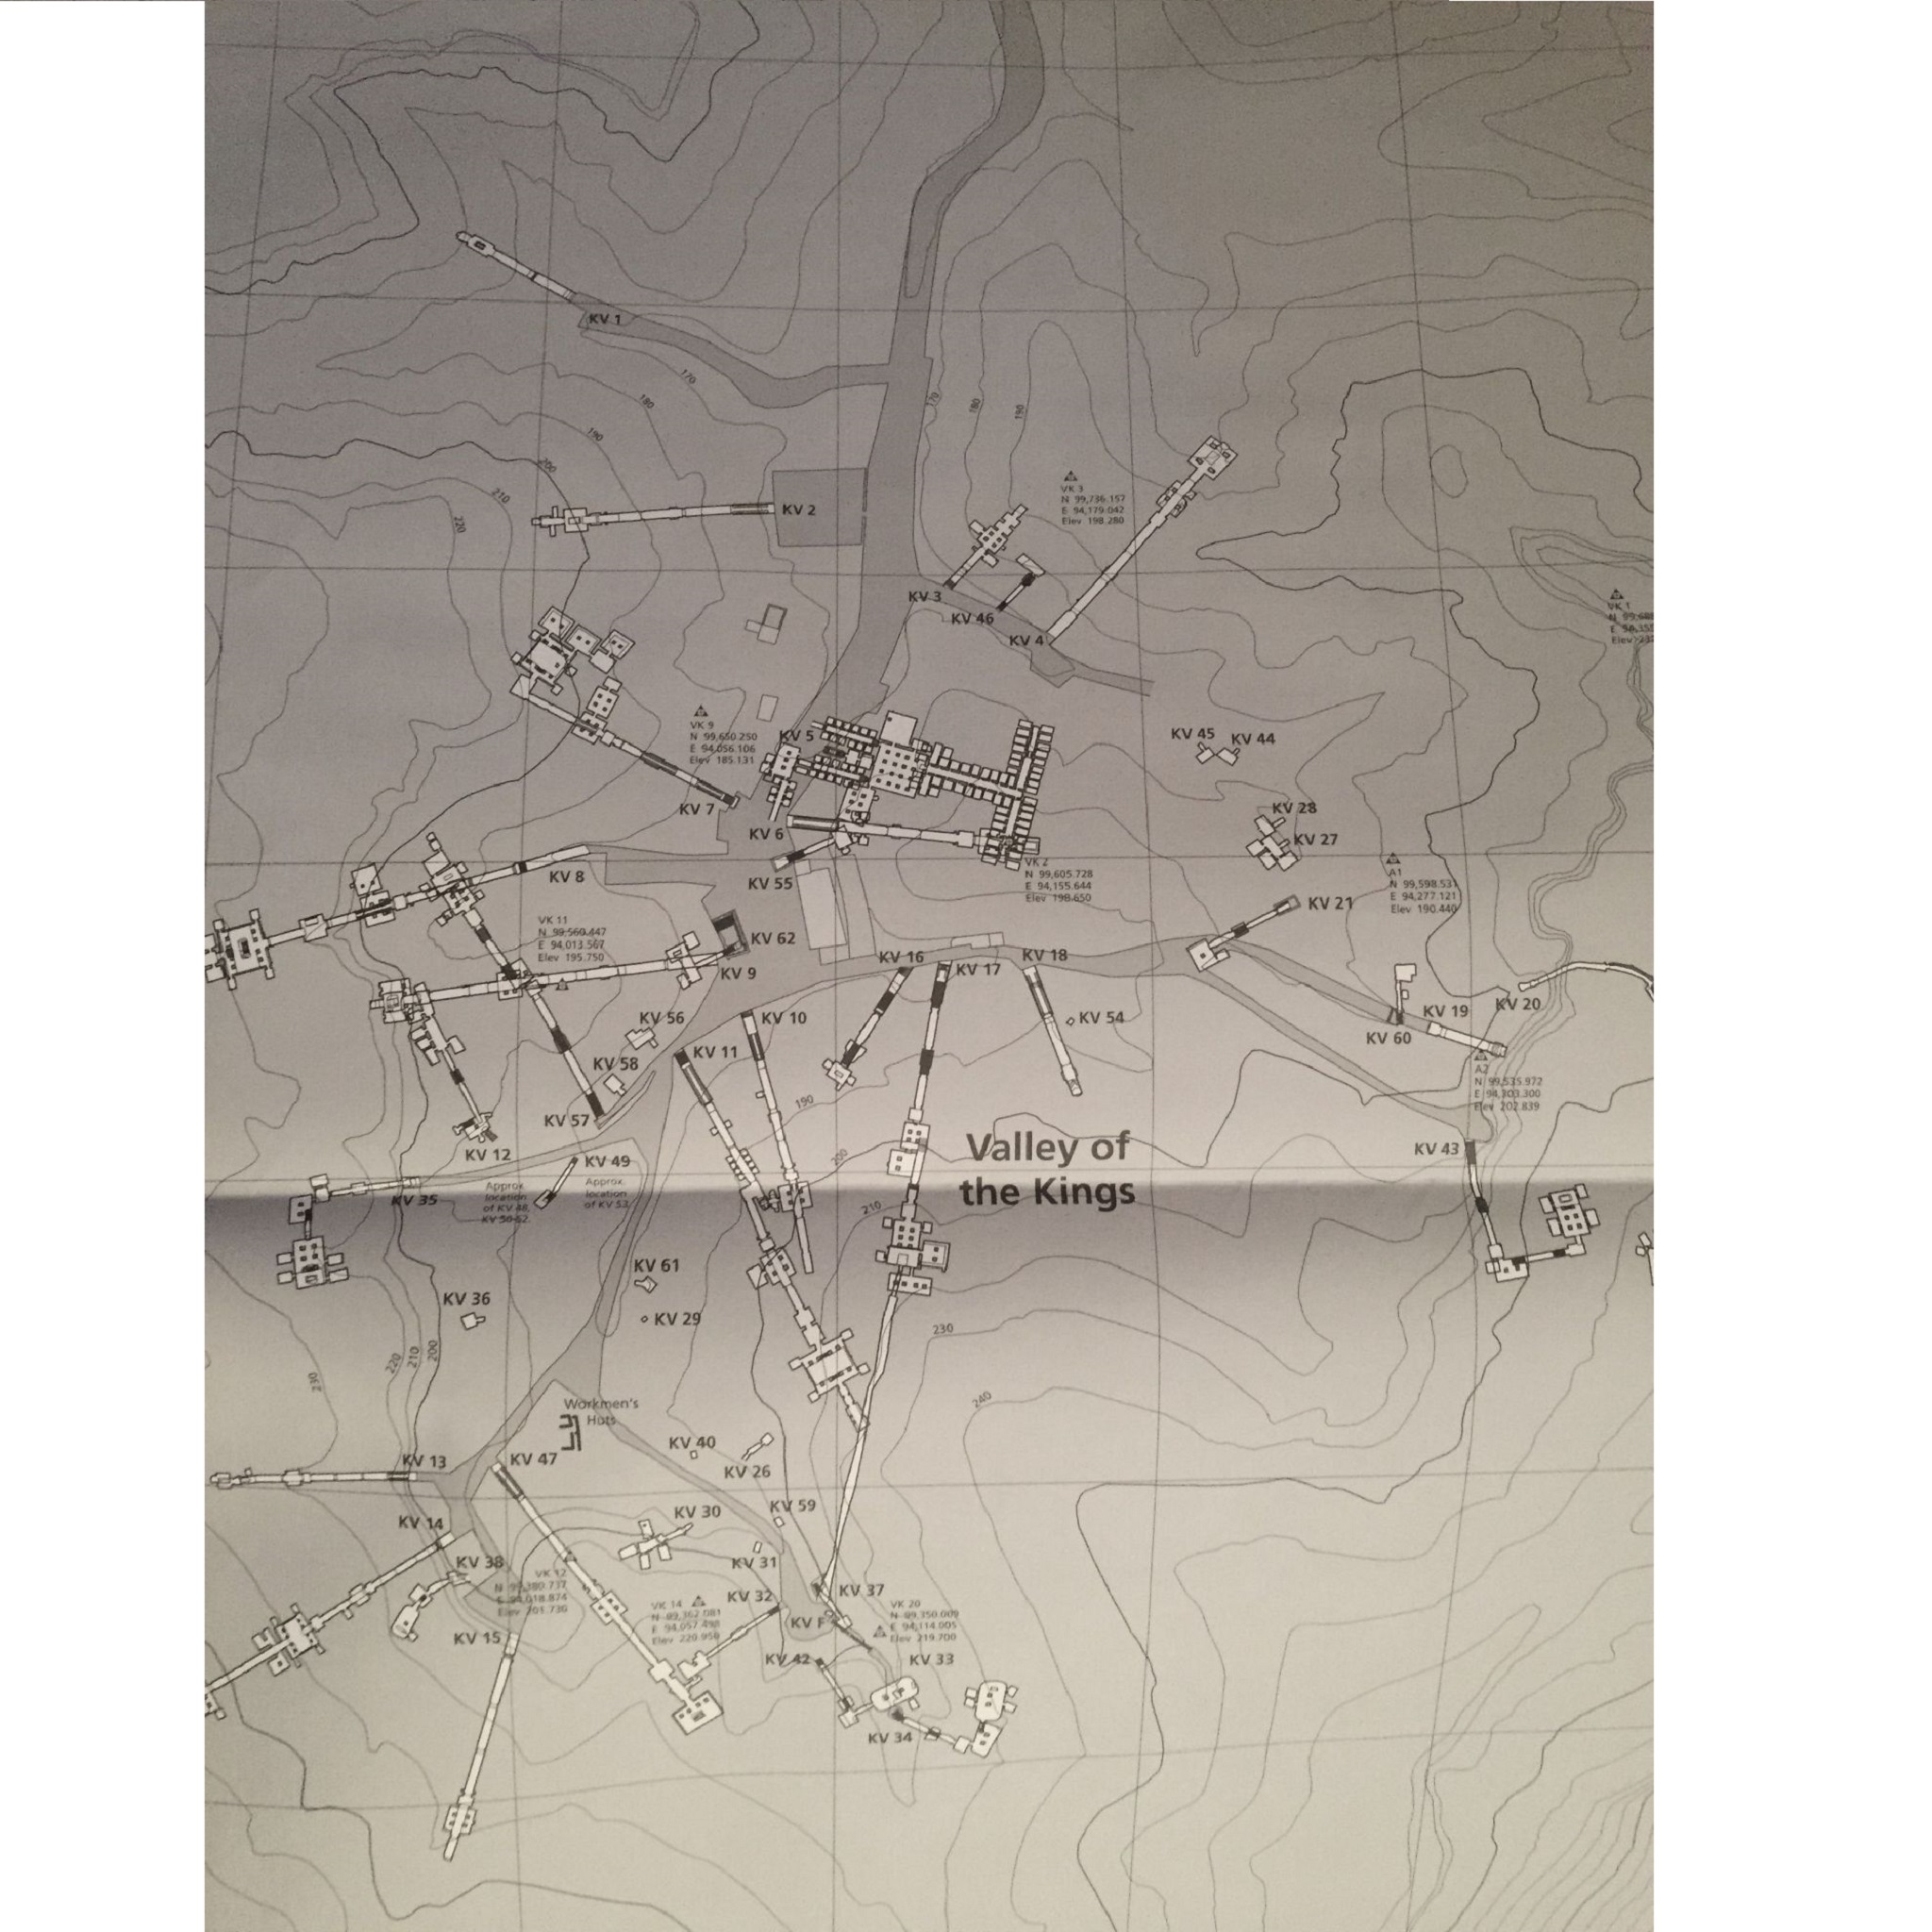 KV 1
170
180
190
200
210
220
170
180
190
KV 2
VK 3
N 99,736.157
E 94,179.042
Elev 198.280
KV 3
KV 46
KV 4
VK 1
VK 9
N 99,650.250
E 94,056.106
Elev 185.131
KV 5
KV 45
KV 44
KV 7
KV 6
KV 28
KV 27
KV 8
KV 55
VK 2
N 99,605.728
E 94,155.644
Elev 198.650
A1
N 99,598.531
E 94,277.121
Elev 190.440
KV 21
VK 11
N 99,560.447
E 94,013.567
Elev 195.750
KV 62
KV 9
KV 16
KV 17
KV 18
KV 56
KV 10
KV 54
KV 60
KV 19
KV 20
KV 11
KV 58
A2
N 99,535.972
E 94,303.300
Elev 202.839
KV 57
190
KV 12
KV 49
200
Valley of
the Kings
KV 43
KV 35
Approx.
location
of KV 48,
KV 50-52.
Approx.
location
of KV 53.
210
KV 61
KV 36
KV 29
230
220
210
200
230
240
Workmen's
Huts
KV 40
KV 26
KV 13
KV 47
KV 59
KV 30
KV 14
KV 31
KV 38
VK 12
N 99,380.737
E 94,018.874
Elev 201.730
KV 32
KV 37
VK 14
N 99,362.081
E 94,057.498
Elev 220.950
KV F
VK 20
N 99,350.009
E 94,114.005
Elev 219.700
KV 15
KV 42
KV 33
KV 34